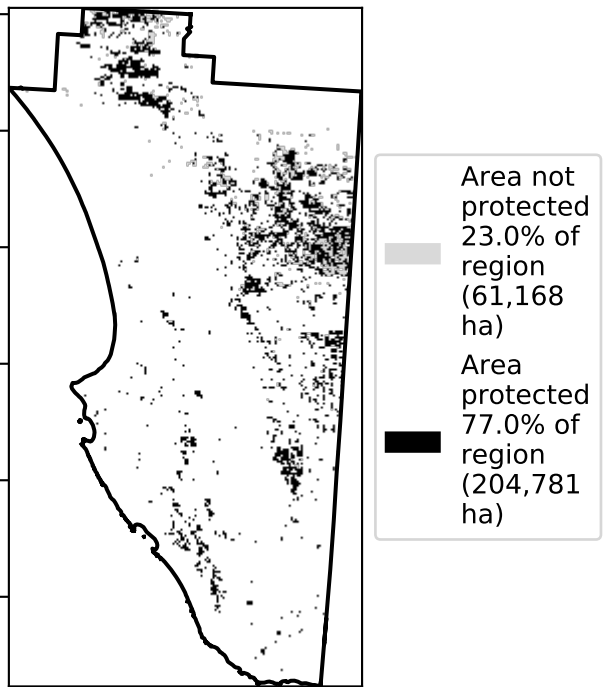 Area not
protected
23.0% of
region
(61,168
ha)
Area
protected
77.0% of
region
(204,781
ha)